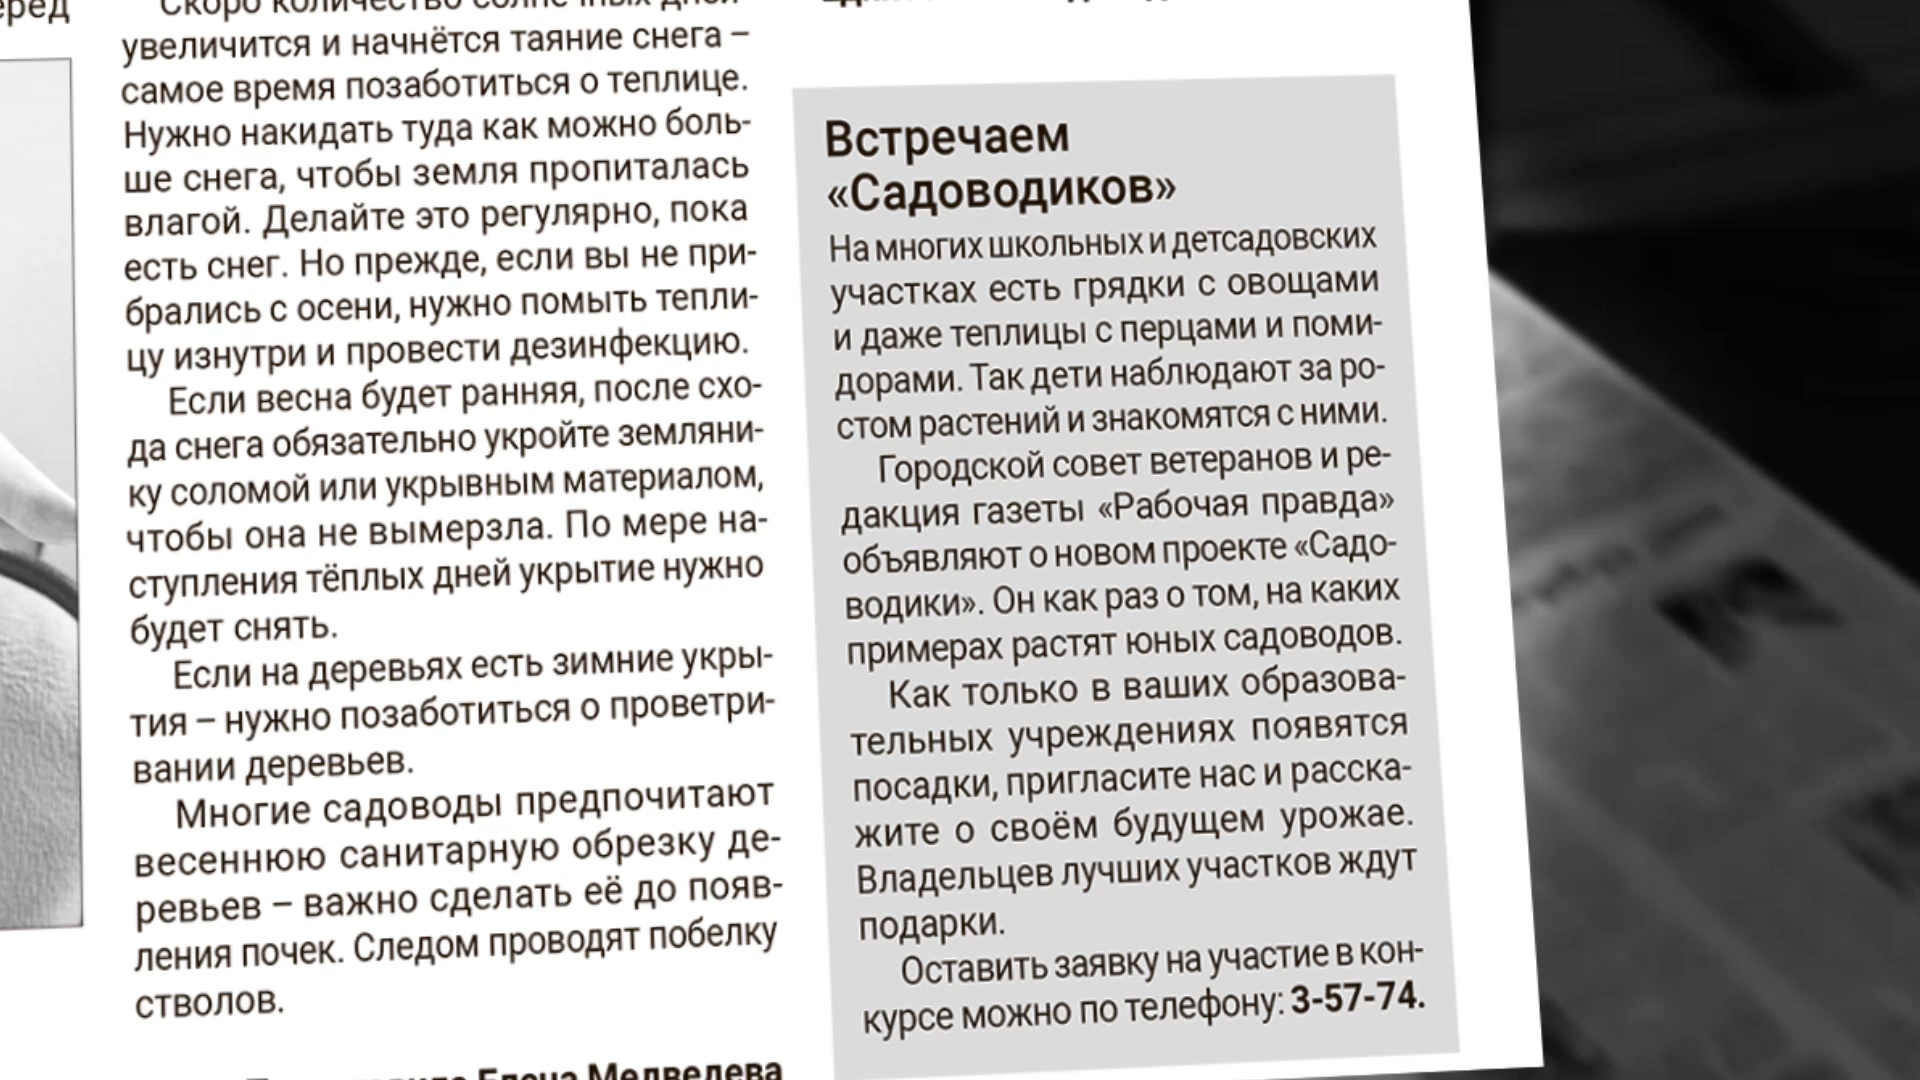 увеличится и начнётся таяние снега –
самое время позаботиться о теплице.
Нужно накидать туда как можно боль-
ше снега, чтобы земля пропиталась
влагой. Делайте это регулярно, пока
есть снег. Но прежде, если вы не при-
брались с осени, нужно помыть тепли-
цу изнутри и провести дезинфекцию.
Если весна будет ранняя, после схо-
да снега обязательно укройте земляни-
ку соломой или укрывным материалом,
чтобы она не вымерзла. По мере на-
ступления тёплых дней укрытие нужно
будет снять.
Если на деревьях есть зимние укры-
тия – нужно позаботиться о проветри-
вании деревьев.
Многие садоводы предпочитают
весеннюю санитарную обрезку де-
ревьев – важно сделать её до появ-
ления почек. Следом проводят побелку
стволов.
Елена Медведева
Встречаем
«Садоводиков»
На многих школьных и детсадовских
участках есть грядки с овощами
и даже теплицы с перцами и поми-
дорами. Так дети наблюдают за ро-
стом растений и знакомятся с ними.
Городской совет ветеранов и ре-
дакция газеты «Рабочая правда»
объявляют о новом проекте «Садо-
водики». Он как раз о том, на каких
примерах растят юных садоводов.
Как только в ваших образова-
тельных учреждениях появятся
посадки, пригласите нас и расска-
жите о своём будущем урожае.
Владельцев лучших участков ждут
подарки.
Оставить заявку на участие в кон-
курсе можно по телефону: 3-57-74.